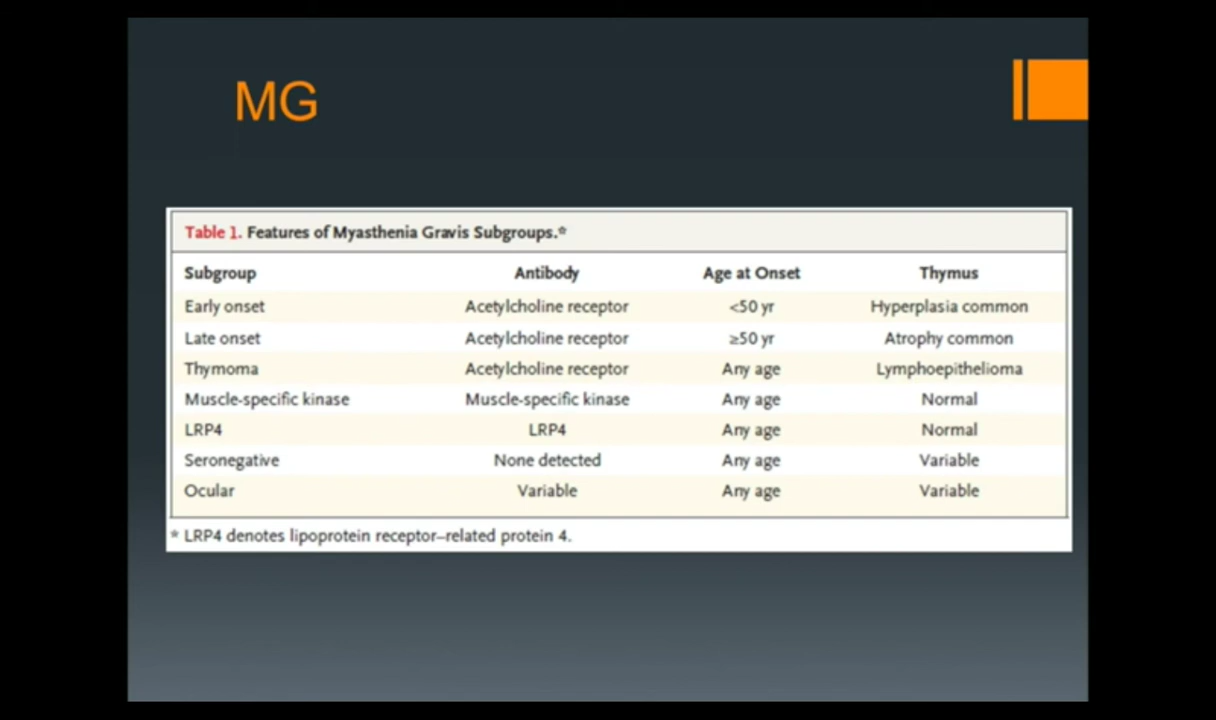 MG
Table 1. Features of Myasthenia Gravis Subgroups.*
Subgroup Antibody Age at Onset Thymus
Early onset Acetylcholine receptor <50 yr Hyperplasia common
Late onset Acetylcholine receptor ≥50 yr Atrophy common
Thymoma Acetylcholine receptor Any age Lymphoepithelioma
Muscle-specific kinase Muscle-specific kinase Any age Normal
LRP4 LRP4 Any age Normal
Seronegative None detected Any age Variable
Ocular Variable Any age Variable
* LRP4 denotes lipoprotein receptor–related protein 4.